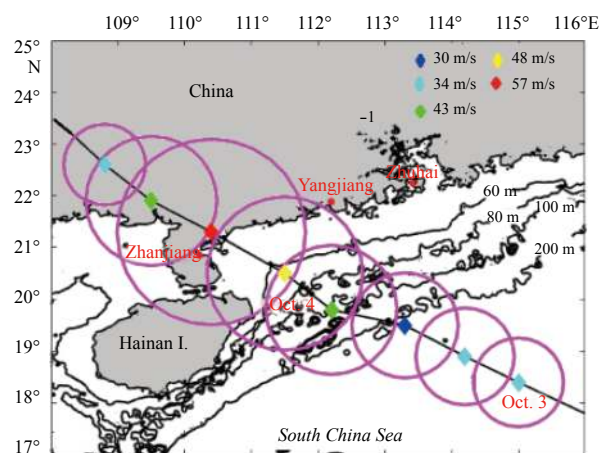 109° 110° 111° 112° 113° 114° 115° 116° E
25°
N
24°
23°
22°
21°
20°
19°
18°
17°
30 m/s 48 m/s
34 m/s 57 m/s
43 m/s
China
-1
Zhuhai
Yangjiang
60 m
80 m
100 m
200 m
Zhanjiang
Oct. 4
Hainan I.
Oct. 3
South China Sea